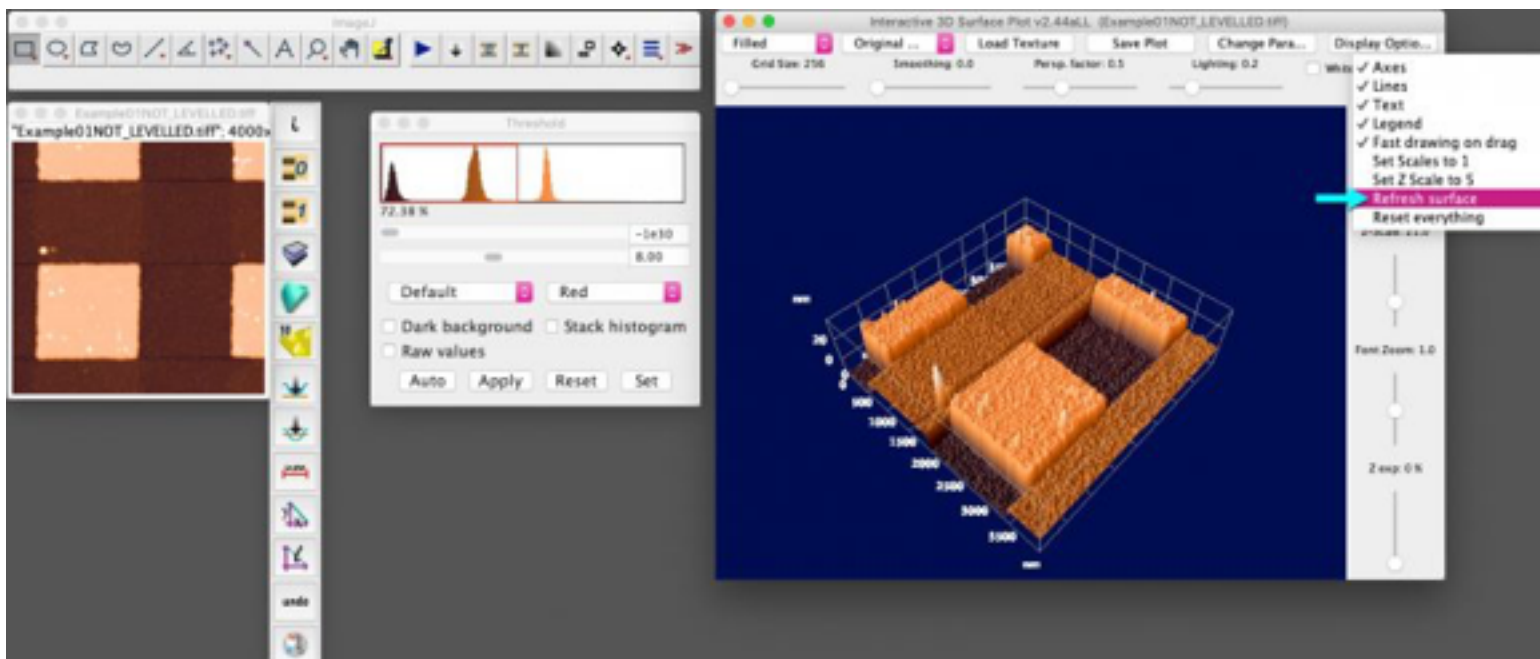 ImageJ
Example01NOT_LEVELLED.tiff
"Example01NOT_LEVELLED.tiff"; 4000x
undo
Threshold
72.38 %
-1e30
8.00
Default
Red
Dark background
Stack histogram
Raw values
Auto
Apply
Reset
Set
Interactive 3D Surface Plot v2.44aLL (Example01NOT_LEVELLED.tiff)
Filled
Original ...
Load Texture
Save Plot
Change Para...
Display Optio...
Grid Size: 256
Smoothing: 0.0
Persp. factor: 0.5
Lighting: 0.2
✓ Axes
✓ Lines
✓ Text
✓ Legend
✓ Fast drawing on drag
Set Scales to 1
Set Z Scale to 5
Refresh surface
Reset everything
Font Zoom: 1.0
Z exp: 0 %
20
0
0
500
1000
1500
2000
2500
3000
3500